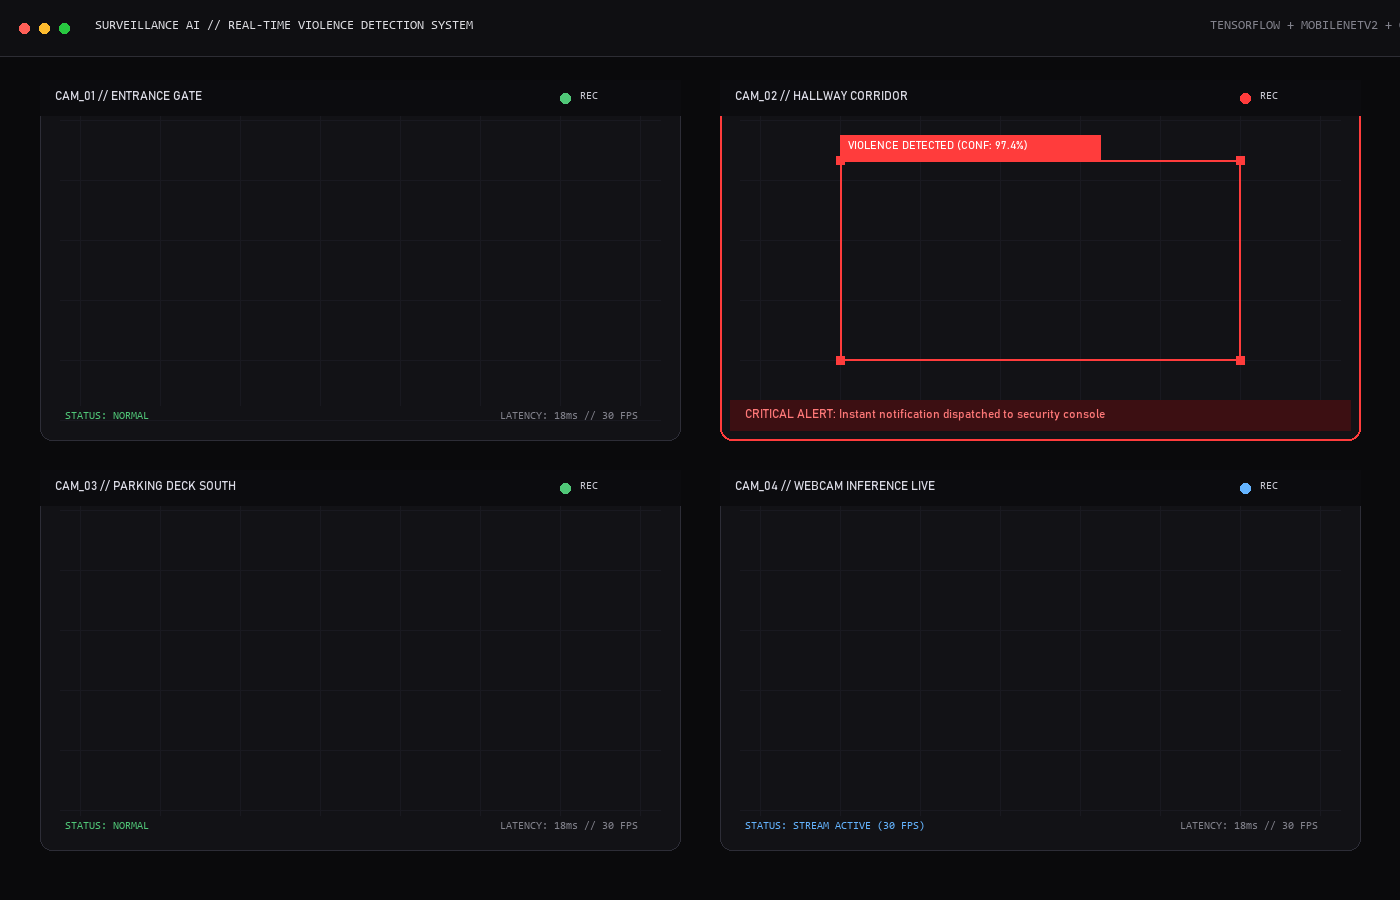 SURVEILLANCE AI // REAL-TIME VIOLENCE DETECTION SYSTEM
TENSORFLOW + MOBILENETV2 +
CAM_01 // ENTRANCE GATE
REC
CAM_02 // HALLWAY CORRIDOR
REC
VIOLENCE DETECTED (CONF: 97.4%)
STATUS: NORMAL
LATENCY: 18ms // 30 FPS
CRITICAL ALERT: Instant notification dispatched to security console
CAM_03 // PARKING DECK SOUTH
REC
CAM_04 // WEBCAM INFERENCE LIVE
REC
STATUS: NORMAL
LATENCY: 18ms // 30 FPS
STATUS: STREAM ACTIVE (30 FPS)
LATENCY: 18ms // 30 FPS